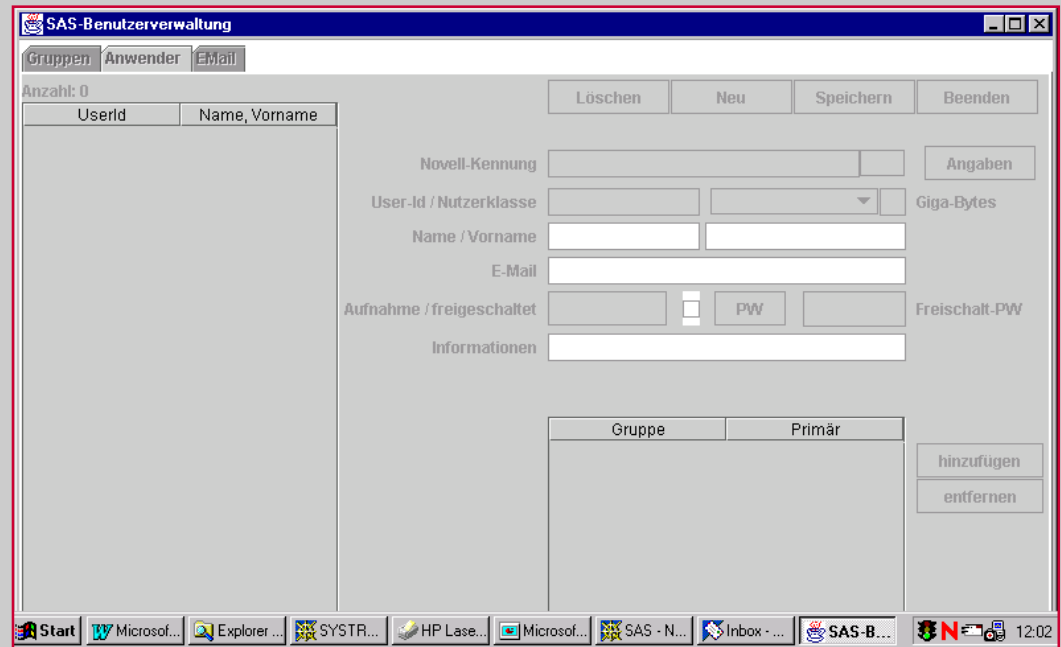 SAS-Benutzerverwaltung
Gruppen Anwender EMail
Anzahl: 0
UserId Name, Vorname
Löschen Neu Speichern Beenden
Novell-Kennung Angaben
User-Id / Nutzerklasse Giga-Bytes
Name / Vorname
E-Mail
Aufnahme / freigeschaltet PW Freischalt-PW
Informationen
Gruppe Primär
hinzufügen
entfernen
Start Microsof... Explorer ... SYSTR... HP Lase... Microsof... SAS - N... Inbox - ... SAS-B... 12:02